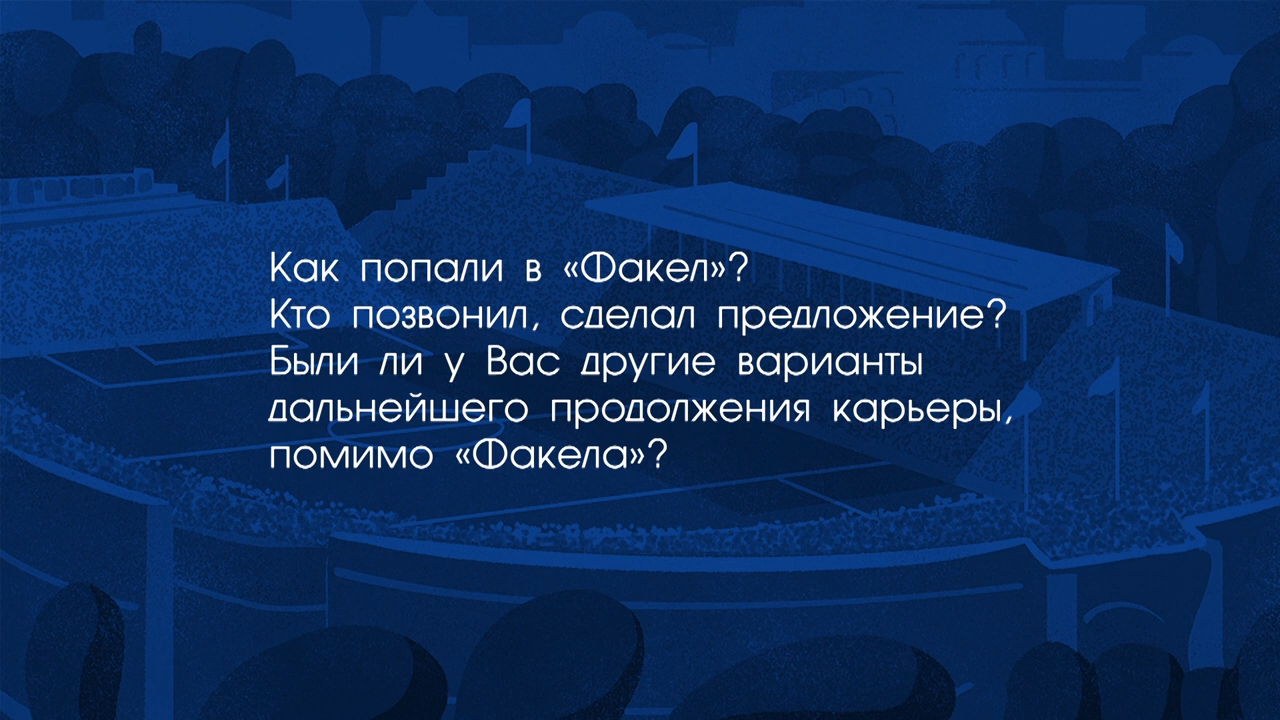 Как попали в «Факел»?
Кто позвонил, сделал предложение?
Были ли у Вас другие варианты
дальнейшего продолжения карьеры,
помимо «Факела»?